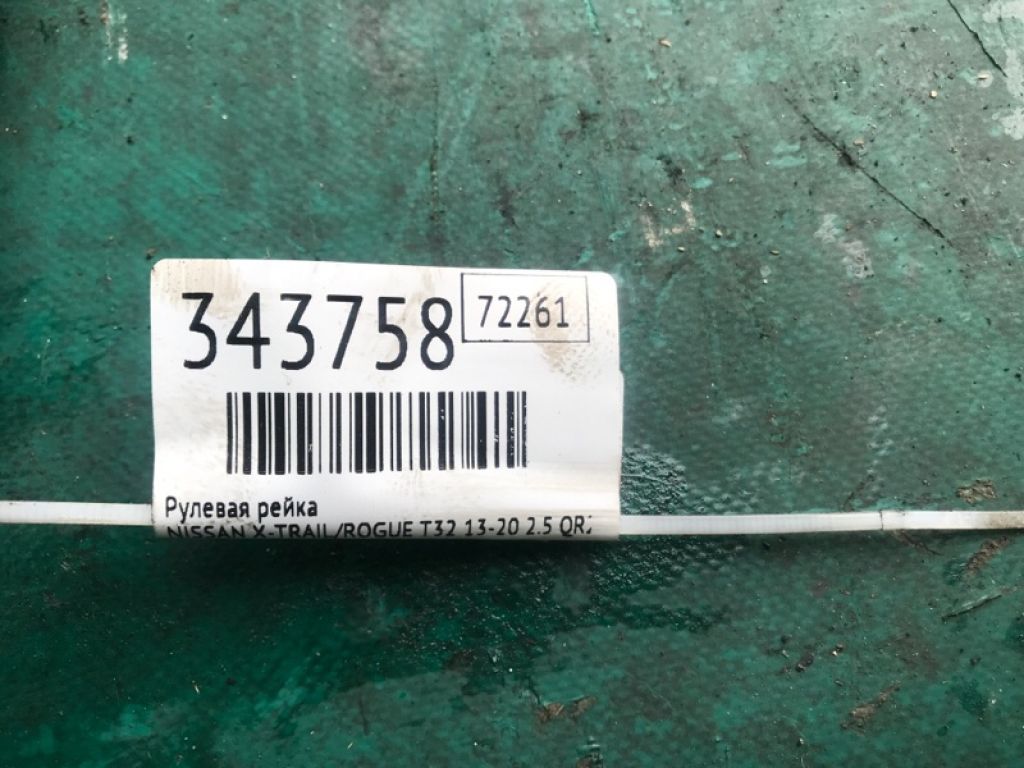 343758 72261
Рулевая рейка
NISSAN X-TRAIL/ROGUE T32 13-20 2.5